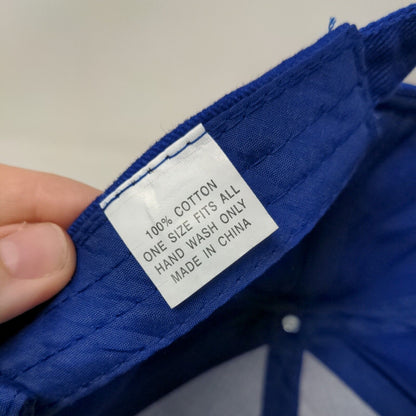 100% COTTON
ONE SIZE FITS ALL
HAND WASH ONLY
MADE IN CHINA